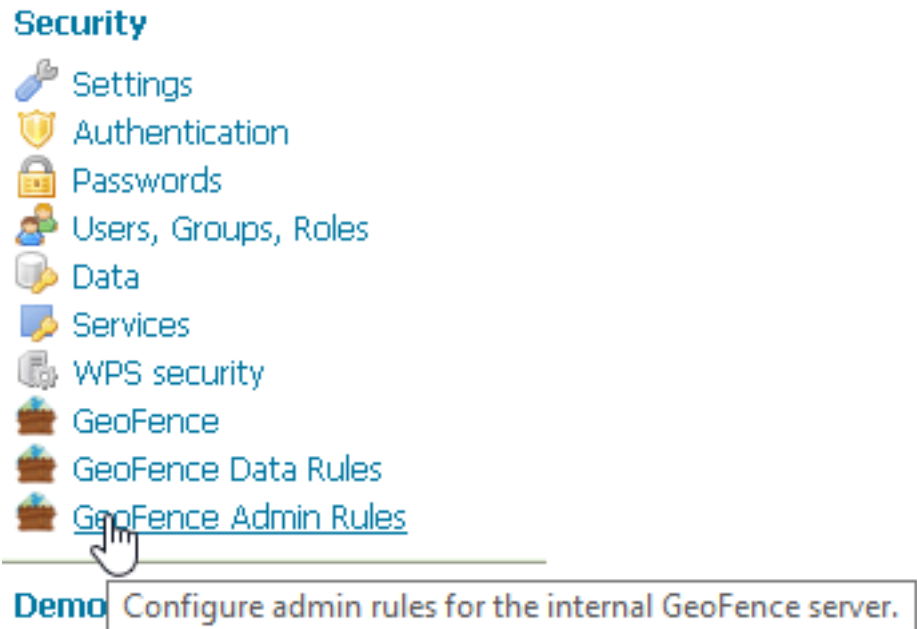 Security
Settings
Authentication
Passwords
Users, Groups, Roles
Data
Services
WPS security
GeoFence
GeoFence Data Rules
GeoFence Admin Rules
Demo
Configure admin rules for the internal GeoFence server.